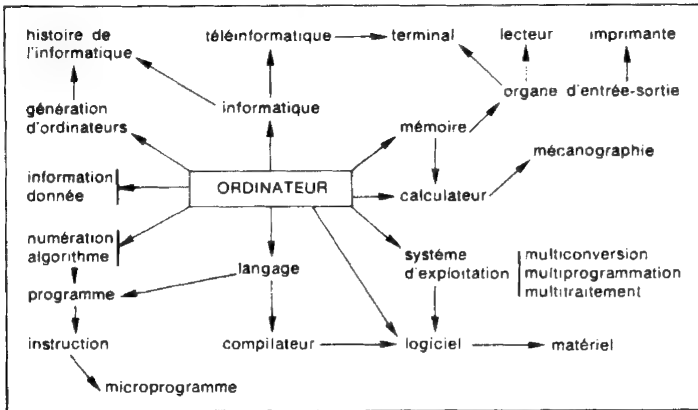 histoire de
l'informatique
téléinformatique
terminal
lecteur
imprimante
génération
d'ordinateurs
informatique
organe d'entrée-sortie
mémoire
mécanographie
information
donnée
ORDINATEUR
calculateur
numération
algorithme
langage
systéme
d'exploitation
multiconversion
multiprogrammation
multitraitement
programme
instruction
compilateur
logiciel
matériel
microprogramme